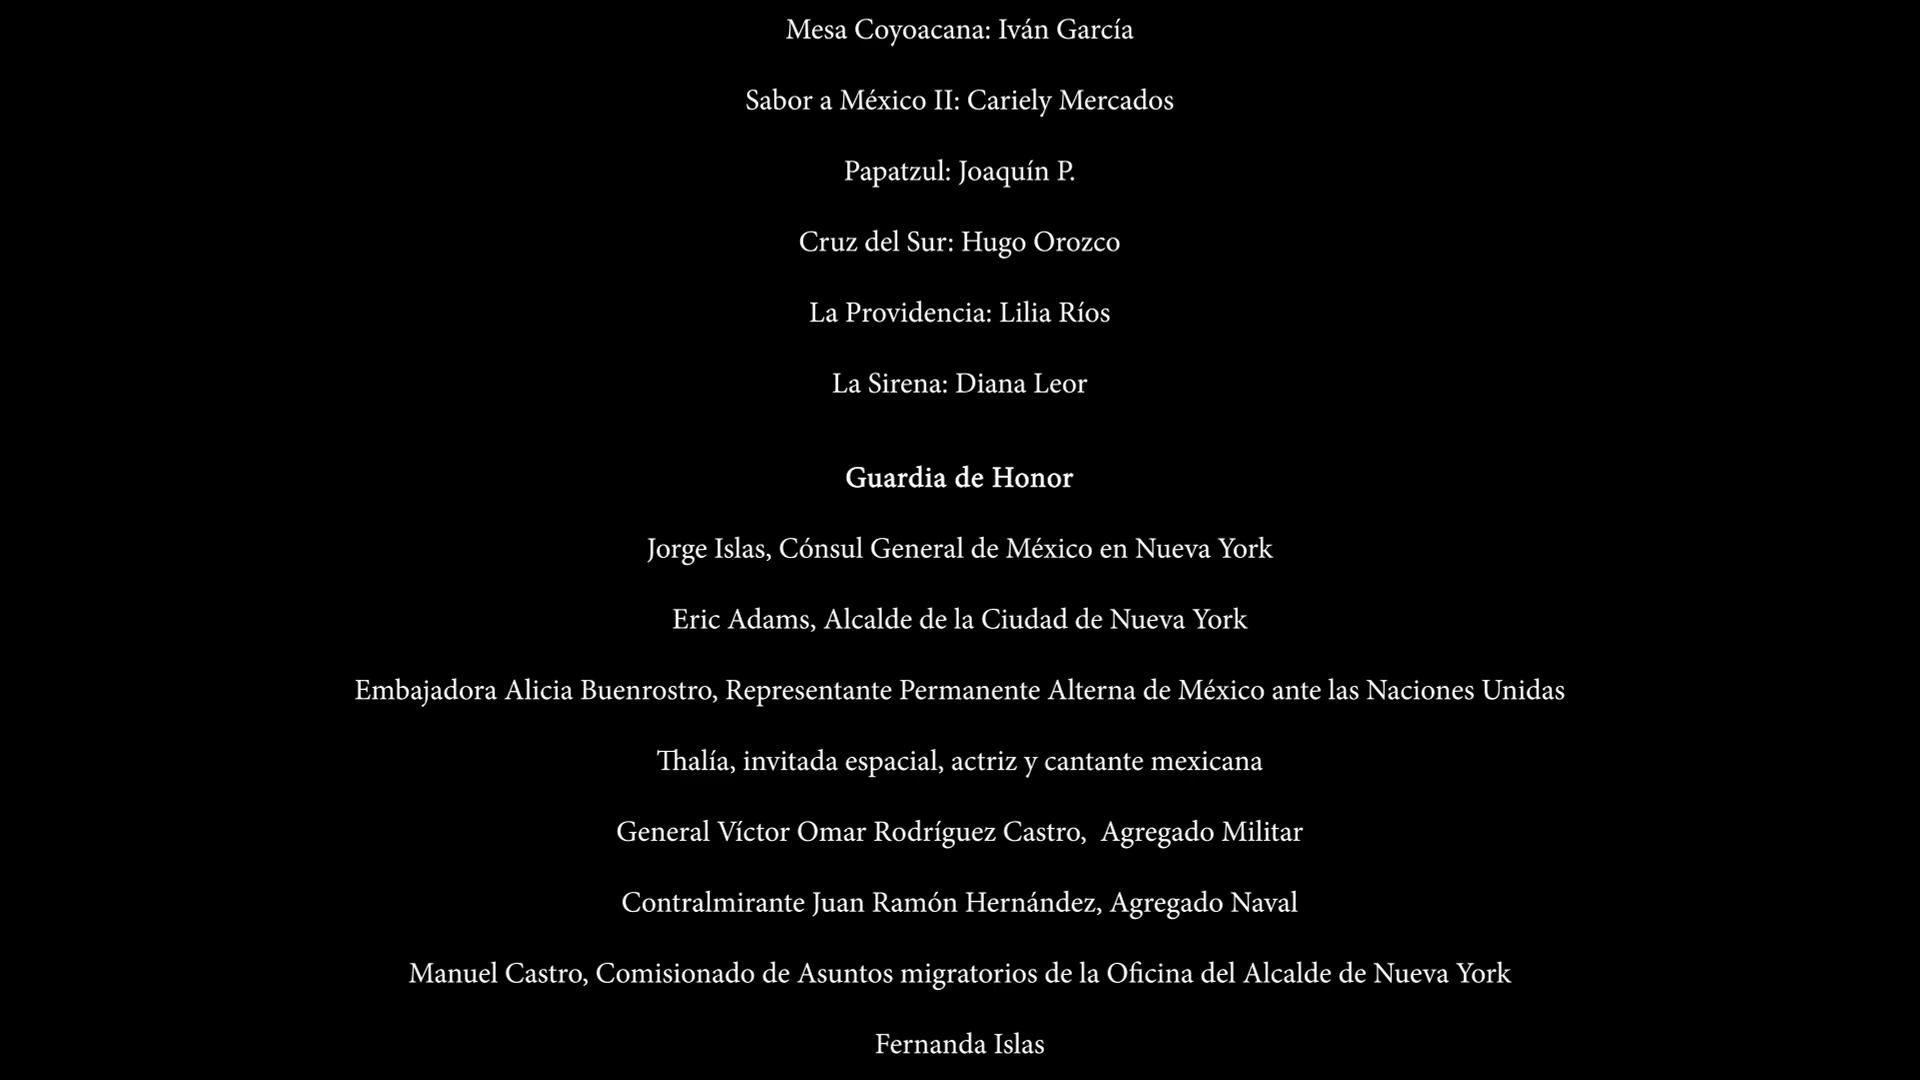 Mesa Coyoacana: Iván García
Sabor a México II: Cariely Mercados
Papatzul: Joaquín P.
Cruz del Sur: Hugo Orozco
La Providencia: Lilia Ríos
La Sirena: Diana Leor
Guardia de Honor
Jorge Islas, Cónsul General de México en Nueva York
Eric Adams, Alcalde de la Ciudad de Nueva York
Embajadora Alicia Buenrostro, Representante Permanente Alterna de México ante las Naciones Unidas
Thalía, invitada espacial, actriz y cantante mexicana
General Víctor Omar Rodríguez Castro,  Agregado Militar
Contralmirante Juan Ramón Hernández, Agregado Naval
Manuel Castro, Comisionado de Asuntos migratorios de la Oficina del Alcalde de Nueva York
Fernanda Islas